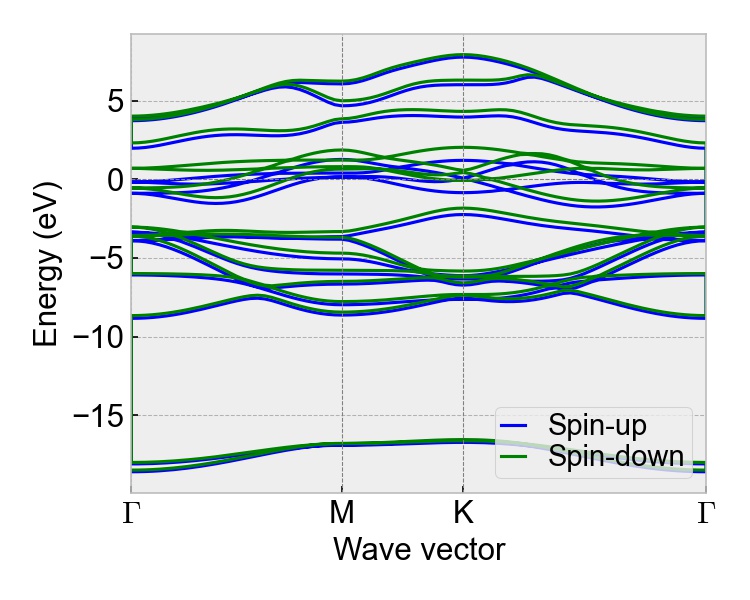 5
0
−5
−10
−15
Energy (eV)
Spin-up
Spin-down
Γ M K Γ
Wave vector